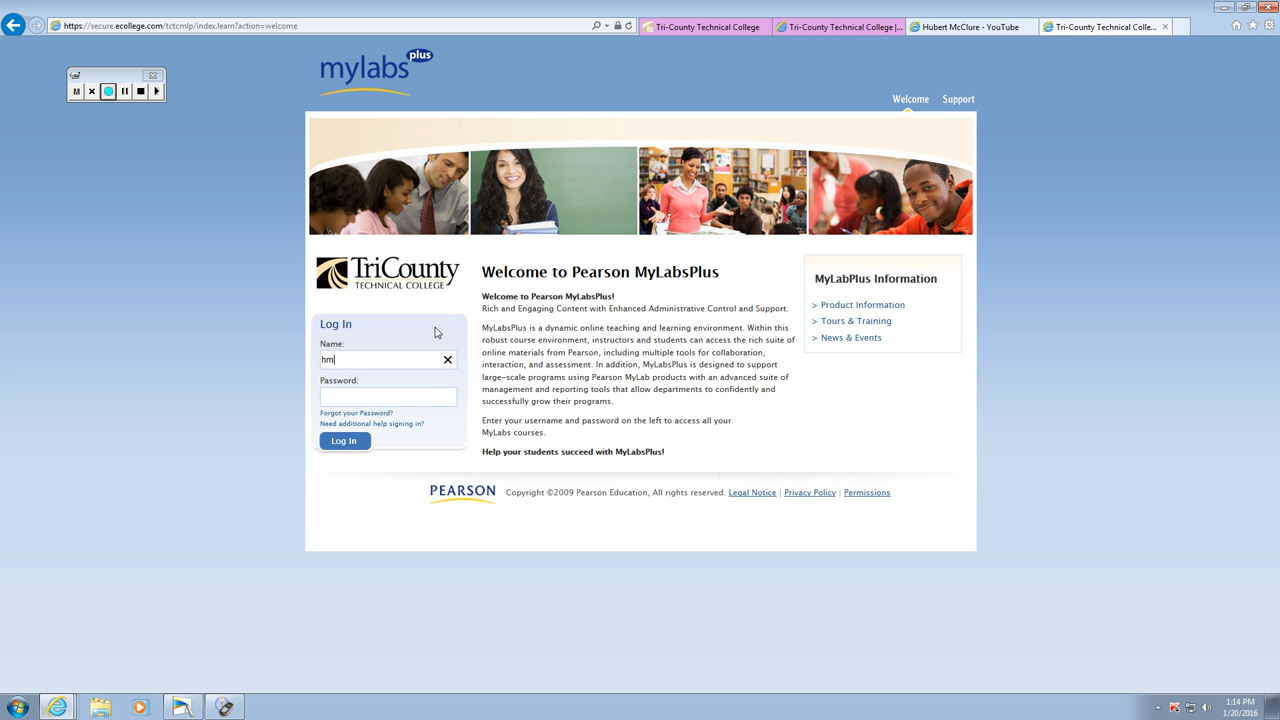 https://secure.ecollege.com/tctcmlp/index.learn?action=welcome
Tri-County Technical College
Tri-County Technical College |...
Hubert McClure - YouTube
Tri-County Technical Colle...
M
mylabs plus
Welcome
Support
TriCounty
TECHNICAL COLLEGE
Log In
Name:
hm
Password:
Forgot your Password?
Need additional help signing in?
Log In
Welcome to Pearson MyLabsPlus
Welcome to Pearson MyLabsPlus!
Rich and Engaging Content with Enhanced Administrative Control and Support.
MyLabsPlus is a dynamic online teaching and learning environment. Within this
robust course environment, instructors and students can access the rich suite of
online materials from Pearson, including multiple tools for collaboration,
interaction, and assessment. In addition, MyLabsPlus is designed to support
large-scale programs using Pearson MyLab products with an advanced suite of
management and reporting tools that allow departments to confidently and
successfully grow their programs.
Enter your username and password on the left to access all your
MyLabs courses.
Help your students succeed with MyLabsPlus!
MyLabPlus Information
> Product Information
> Tours & Training
> News & Events
PEARSON
Copyright ©2009 Pearson Education, All rights reserved. Legal Notice | Privacy Policy | Permissions
1:14 PM
1/20/2016